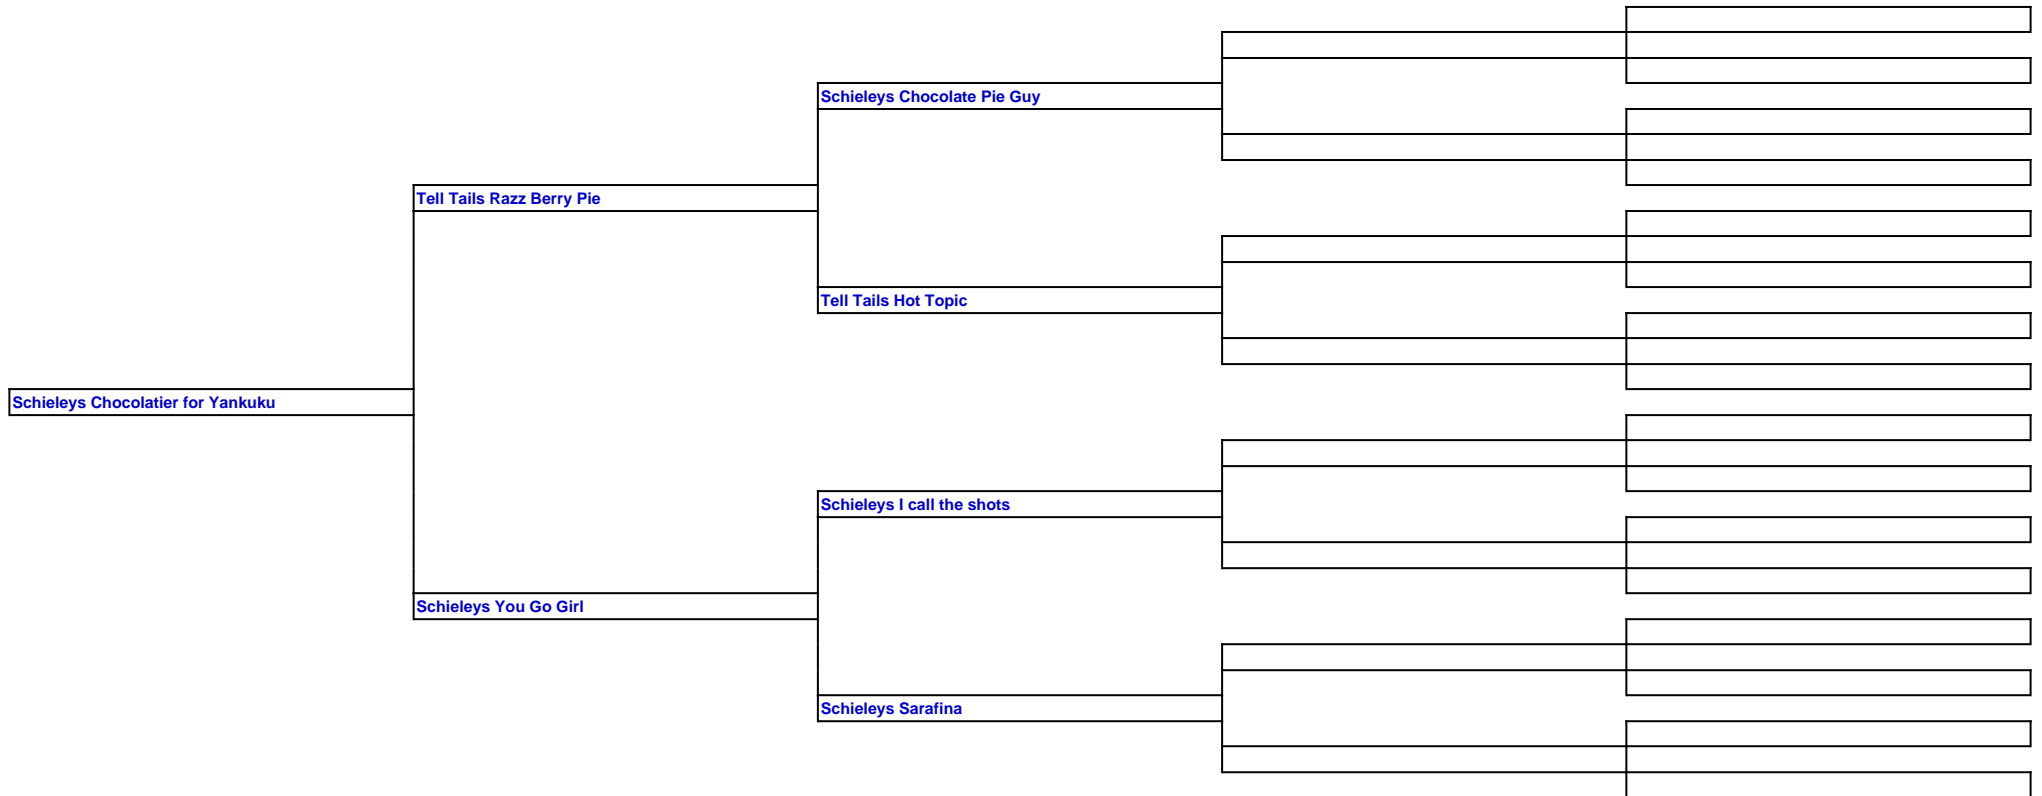 Schieleys Chocolate Pie Guy
Tell Tails Razz Berry Pie
Tell Tails Hot Topic
Schieleys Chocolatier for Yankuku
Schieleys I call the shots
Schieleys You Go Girl
Schieleys Sarafina